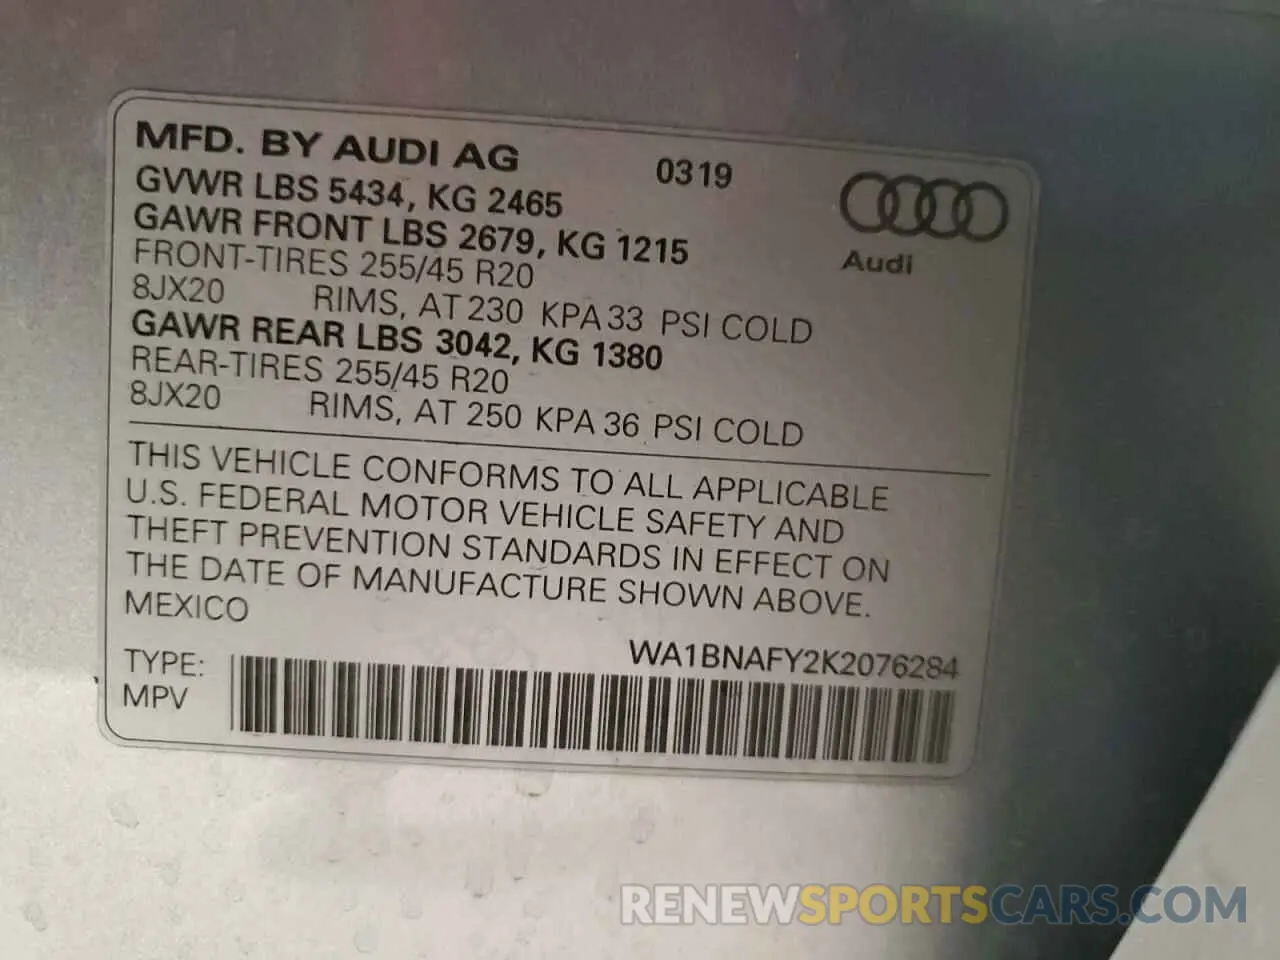 MFD. BY AUDI AG 0319
GVWR LBS 5434, KG 2465
GAWR FRONT LBS 2679, KG 1215
FRONT-TIRES 255/45 R20
8JX20 RIMS, AT 230 KPA 33 PSI COLD
GAWR REAR LBS 3042, KG 1380
REAR-TIRES 255/45 R20
8JX20 RIMS, AT 250 KPA 36 PSI COLD
Audi
THIS VEHICLE CONFORMS TO ALL APPLICABLE
U.S. FEDERAL MOTOR VEHICLE SAFETY AND
THEFT PREVENTION STANDARDS IN EFFECT ON
THE DATE OF MANUFACTURE SHOWN ABOVE.
MEXICO
WA1BNAFY2K2076284
TYPE:
MPV
RENEWSPORTSCARS.COM